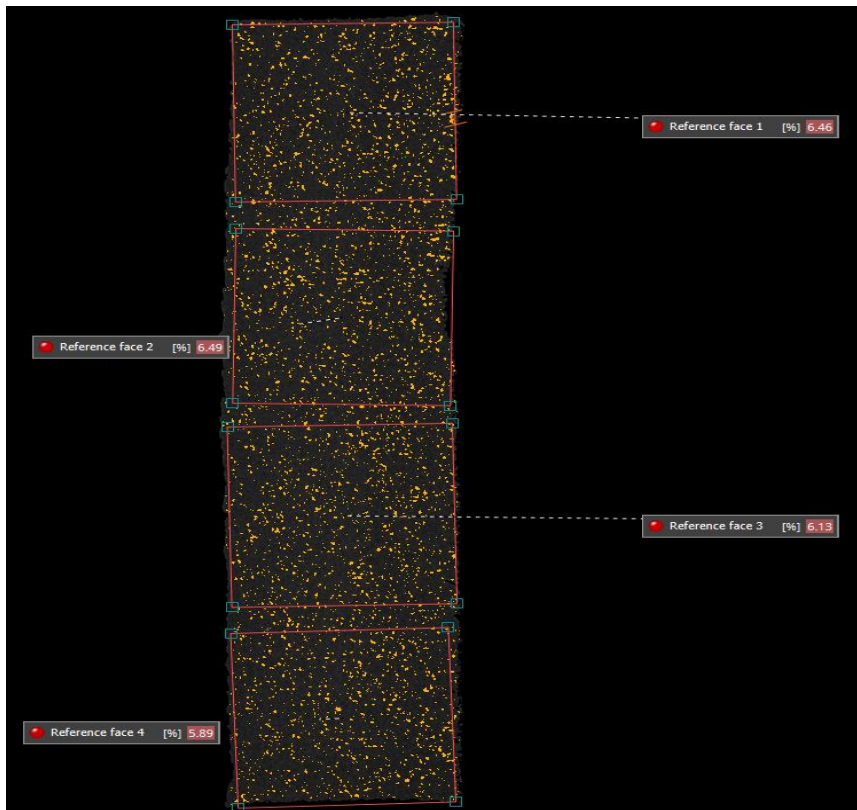 Reference face 1 [%] 6.46
Reference face 2 [%] 6.49
Reference face 3 [%] 6.13
Reference face 4 [%] 5.89